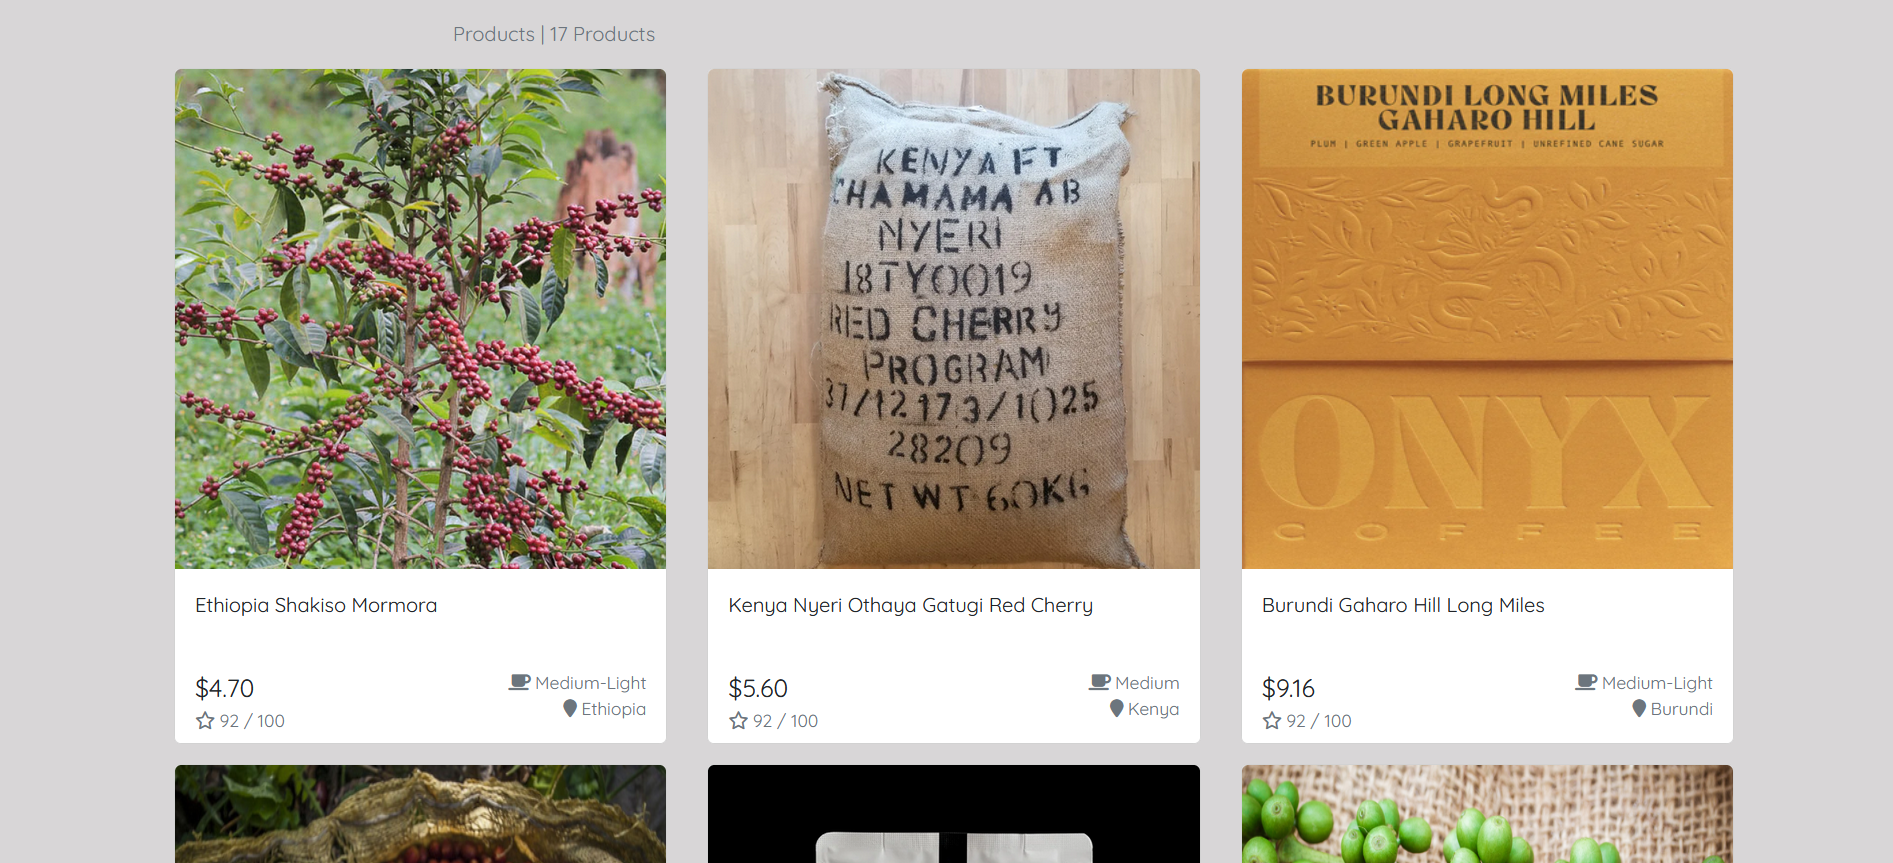 Products | 17 Products
KENYA FT
CHAMAMA AB
NYERI
18TY0019
RED CHERRY
PROGRAM
37/12173/10025
28209
NET WT 60KG
BURUNDI LONG MILES
GAHARO HILL
PLUM | GREEN APPLE | GRAPEFRUIT | UNREFINED CANE SUGAR
ONYX
COFFEE
Ethiopia Shakiso Mormora
$4.70
92 / 100
Medium-Light
Ethiopia
Kenya Nyeri Othaya Gatugi Red Cherry
$5.60
92 / 100
Medium
Kenya
Burundi Gaharo Hill Long Miles
$9.16
92 / 100
Medium-Light
Burundi